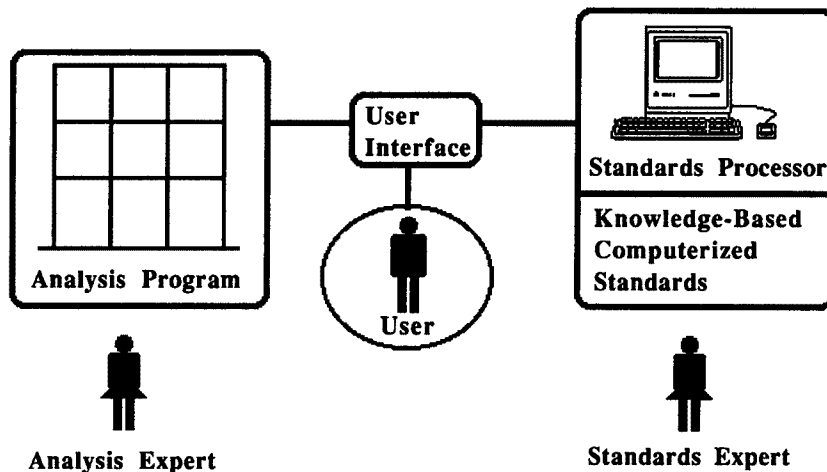 User
Interface
Standards Processor
Knowledge-Based
Computerized
Standards
Analysis Program
User
Analysis Expert
Standards Expert